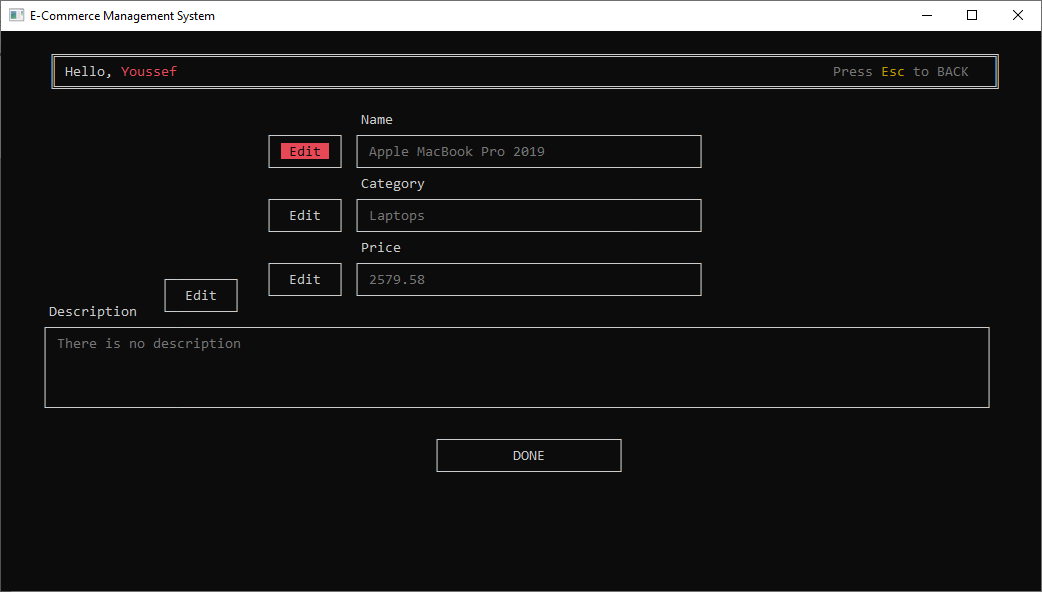 E-Commerce Management System
Hello, Youssef Press Esc to BACK
Name
Edit Apple MacBook Pro 2019
Category
Edit Laptops
Price
Edit 2579.58
Edit
Description
There is no description
DONE